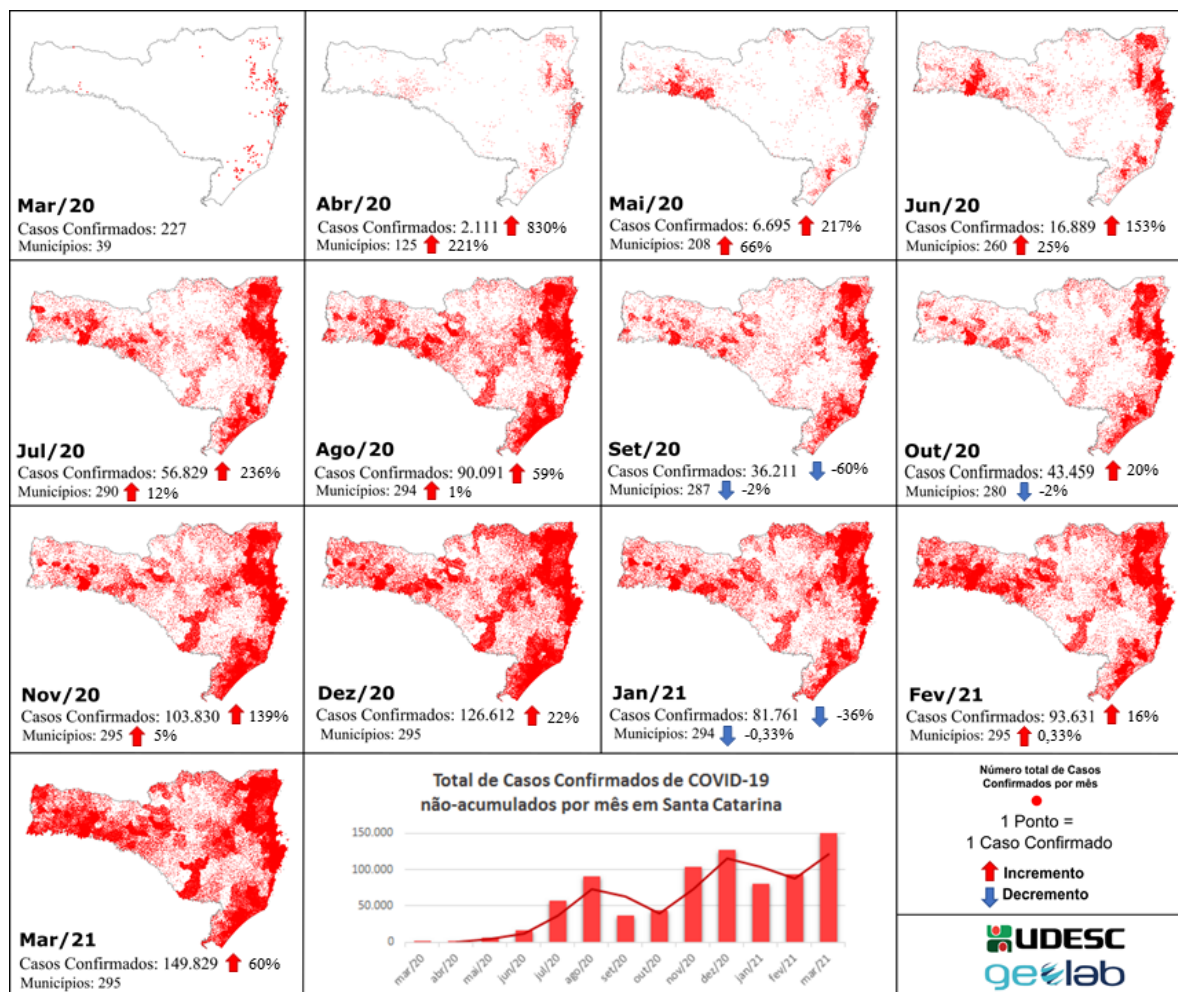 Mar/20
Casos Confirmados: 227
Municípios: 39
Abr/20
Casos Confirmados: 2.111 830%
Municípios: 125 221%
Mai/20
Casos Confirmados: 6.695 217%
Municípios: 208 66%
Jun/20
Casos Confirmados: 16.889 153%
Municípios: 260 25%
Jul/20
Casos Confirmados: 56.829 236%
Municípios: 290 12%
Ago/20
Casos Confirmados: 90.091 59%
Municípios: 294 1%
Set/20
Casos Confirmados: 36.211 -60%
Municípios: 287 -2%
Out/20
Casos Confirmados: 43.459 20%
Municípios: 280 -2%
Nov/20
Casos Confirmados: 103.830 139%
Municípios: 295 5%
Dez/20
Casos Confirmados: 126.612 22%
Municípios: 295
Jan/21
Casos Confirmados: 81.761 -36%
Municípios: 294 -0,33%
Fev/21
Casos Confirmados: 93.631 16%
Municípios: 295 0,33%
Mar/21
Casos Confirmados: 149.829 60%
Municípios: 295
Total de Casos Confirmados de COVID-19
não-acumulados por mês em Santa Catarina
150.000
100.000
50.000
0
mar/20 abr/20 mai/20 jun/20 jul/20 ago/20 set/20 out/20 nov/20 dez/20 jan/21 fev/21 mar/21
Número total de Casos
Confirmados por mês
1 Ponto =
1 Caso Confirmado
Incremento
Decremento
UDESC
geolab